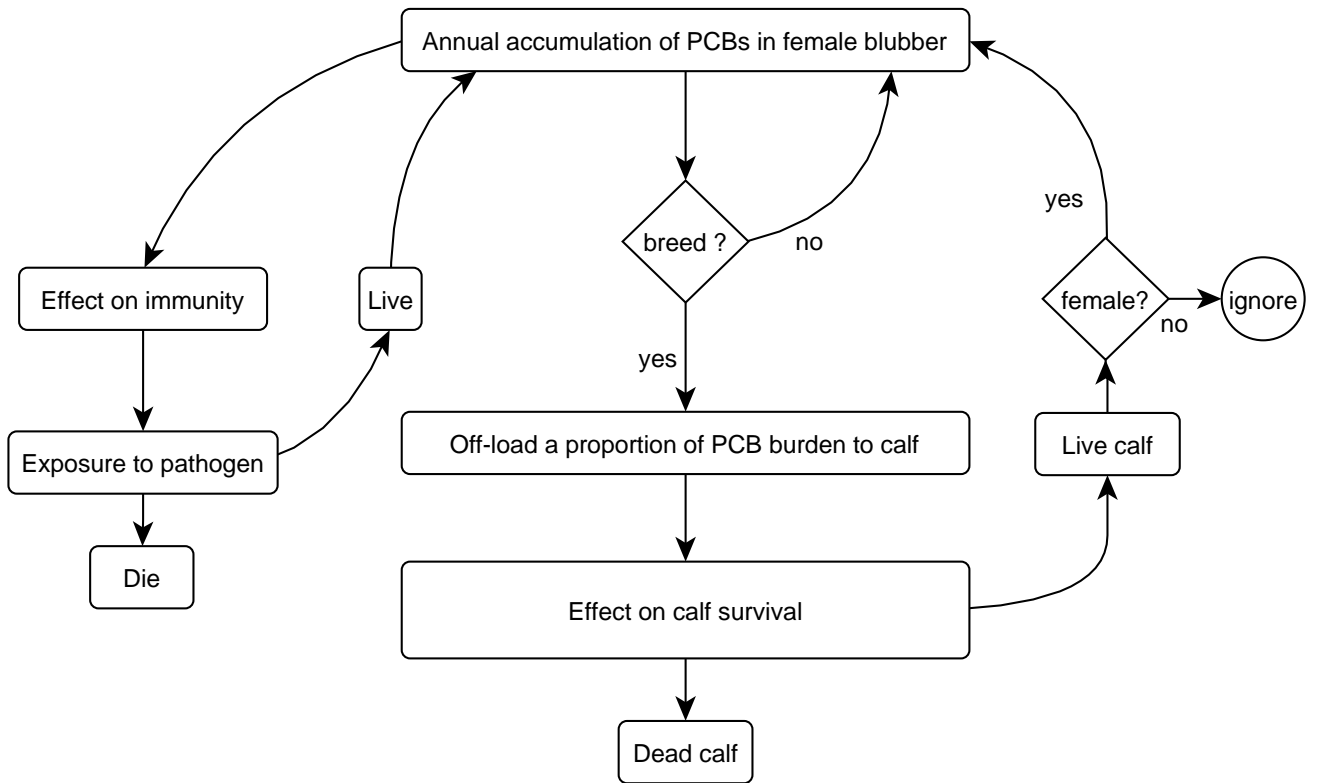 Annual accumulation of PCBs in female blubber
breed ?
no
yes
Effect on immunity
Live
Exposure to pathogen
Die
Off-load a proportion of PCB burden to calf
Effect on calf survival
Dead calf
Live calf
female?
yes
no
ignore